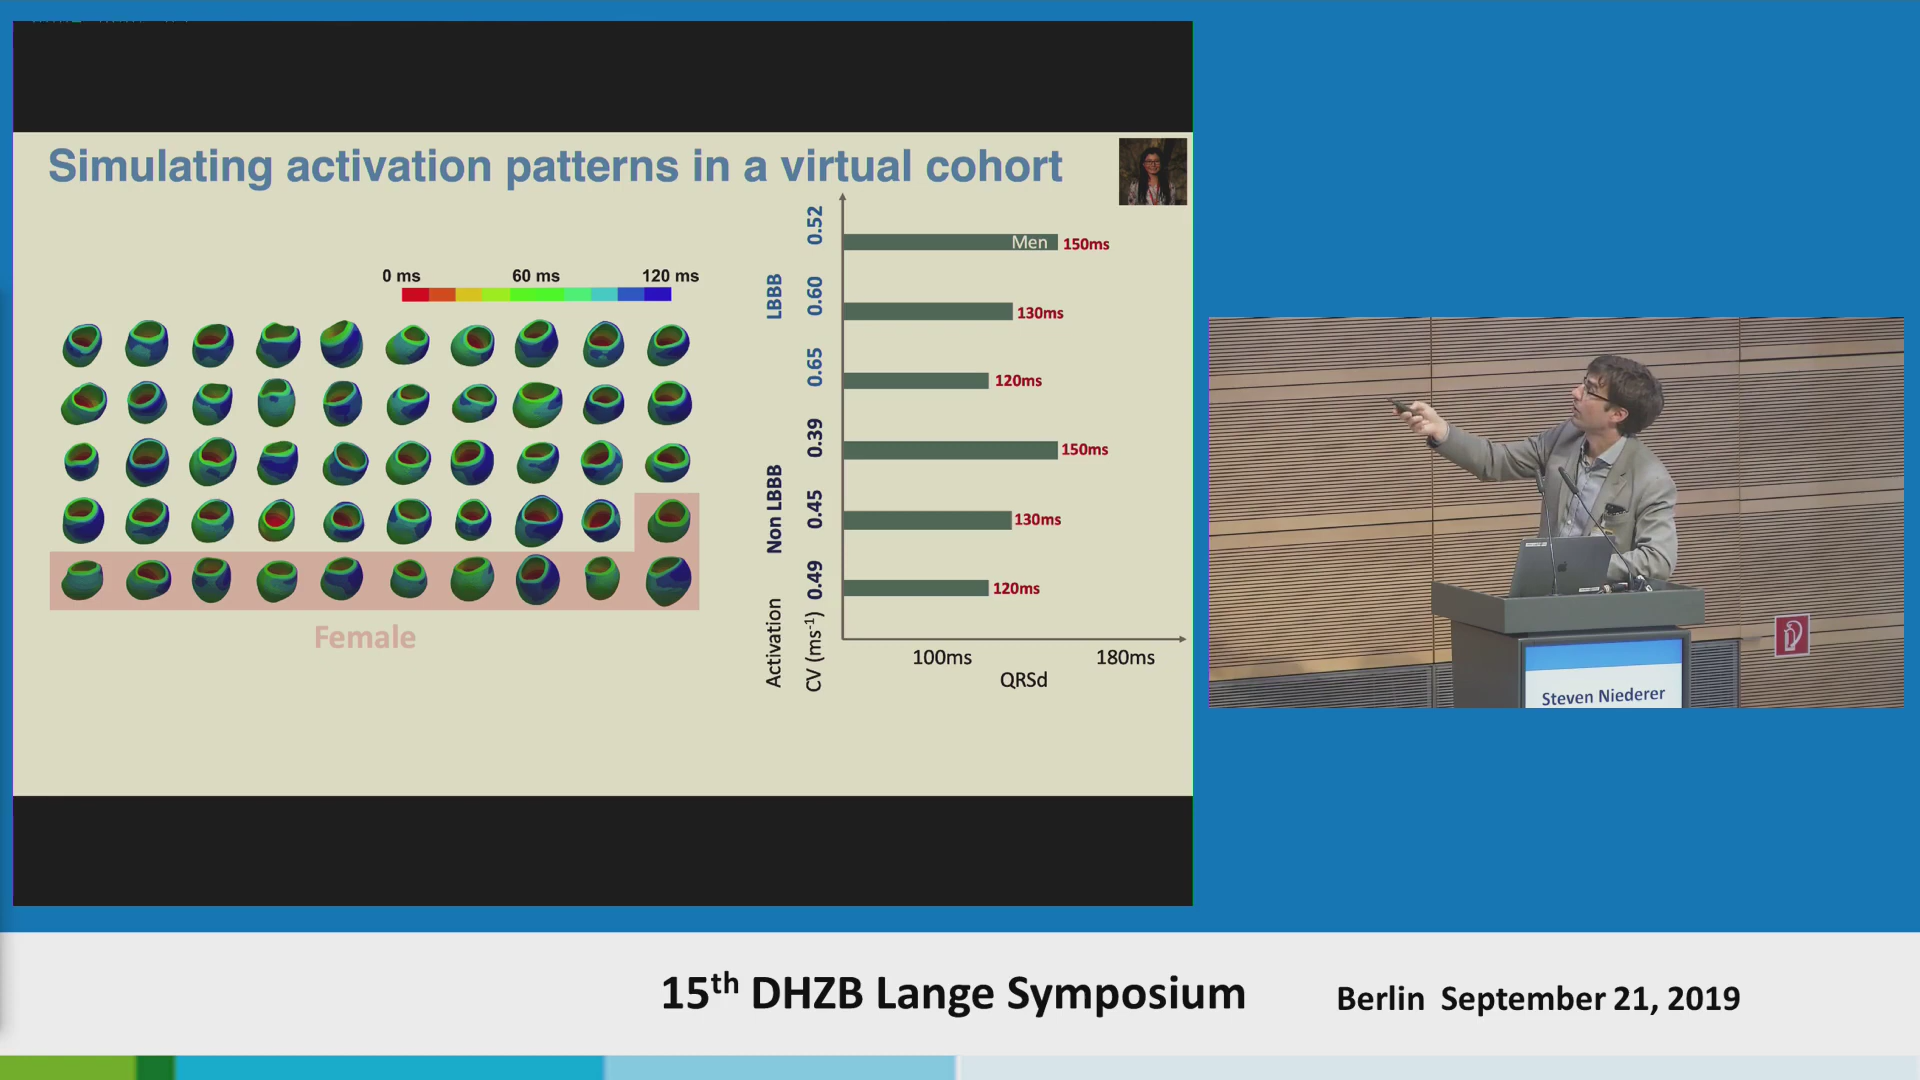 Simulating activation patterns in a virtual cohort
0 ms 60 ms 120 ms
Female
LBBB
Non LBBB
Activation
0.52
0.60
0.65
0.39
0.45
0.49
CV (ms⁻¹)
Men 150ms
130ms
120ms
150ms
130ms
120ms
100ms 180ms
QRSd
Steven Niederer
15th DHZB Lange Symposium
Berlin September 21, 2019